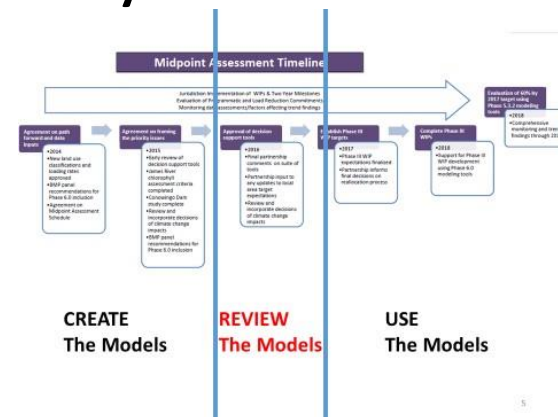 Midpoint Assessment Timeline
Jurisdiction Implementation of WIPs & Two Year Milestones
Evaluation of Programmatic and Load Reduction Commitments
Monitoring data assessments/factors affecting trend findings
Agreement on path
forward and data
inputs
•2014
•New land use
classifications and
loading rates
approved
•BMP panel
recommendations for
Phase 6.0 inclusion
•Agreement on
Midpoint Assessment
Schedule
Agreement on framing
the priority issues
•2015
•Early review of
decision support tools
•James River
chlorophyll
assessment criteria
completed
•Conowingo Dam
study complete
•Review and
incorporate decisions
of climate change
impacts
•BMP panel
recommendations for
Phase 6.0 inclusion
Approval of decision
support tools
•2016
•Final partnership
comments on suite of
tools
•Partnership input to
any updates to local
area target
expectations
•Review and
incorporate decisions
of climate change
impacts
Establish Phase III
WIP targets
•2017
•Phase III WIP
expectations finalized
•Partnership informs
final decisions on
reallocation process
Complete Phase III
WIPs
•2018
•Support for Phase III
WIP development
using Phase 6.0
modeling tools
Evaluation of 60% by
2017 target using
Phase 5.3.2 modeling
tools
•2018
•Comprehensive
monitoring and
findings through
CREATE
The Models
REVIEW
The Models
USE
The Models
5